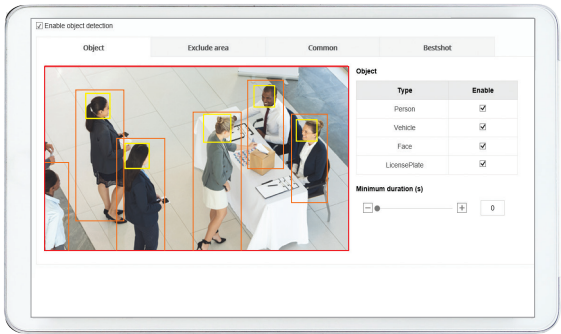 Enable object detection
Object Exclude area Common Bestshot
Object
Type Enable
Person
Vehicle
Face
LicensePlate
Minimum duration (s)
0